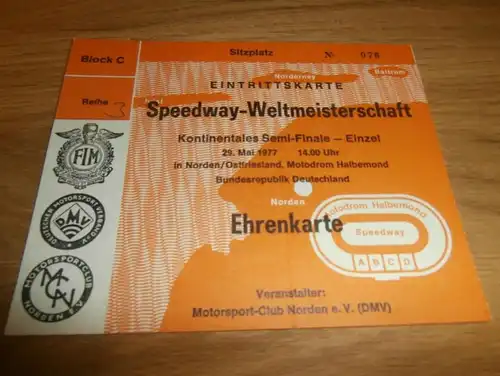 Sitzplatz № 076
Block C
Norderney
Baltrum
EINTRITTSKARTE
Reihe 3
Speedway-Weltmeisterschaft
Kontinentales Semi-Finale – Einzel
29. Mai 1977 14.00 Uhr
in Norden/Ostfriesland, Motodrom Halbemond
Bundesrepublik Deutschland
FIM
Norden
Ehrenkarte
Motodrom Halbemond
Speedway
A B C D
DEUTSCHER MOTORSPORT VERBAND e.V.
DMV
MOTORSPORTCLUB
MCN
NORDEN E.V.
Veranstalter:
Motorsport-Club Norden e. V. (DMV)